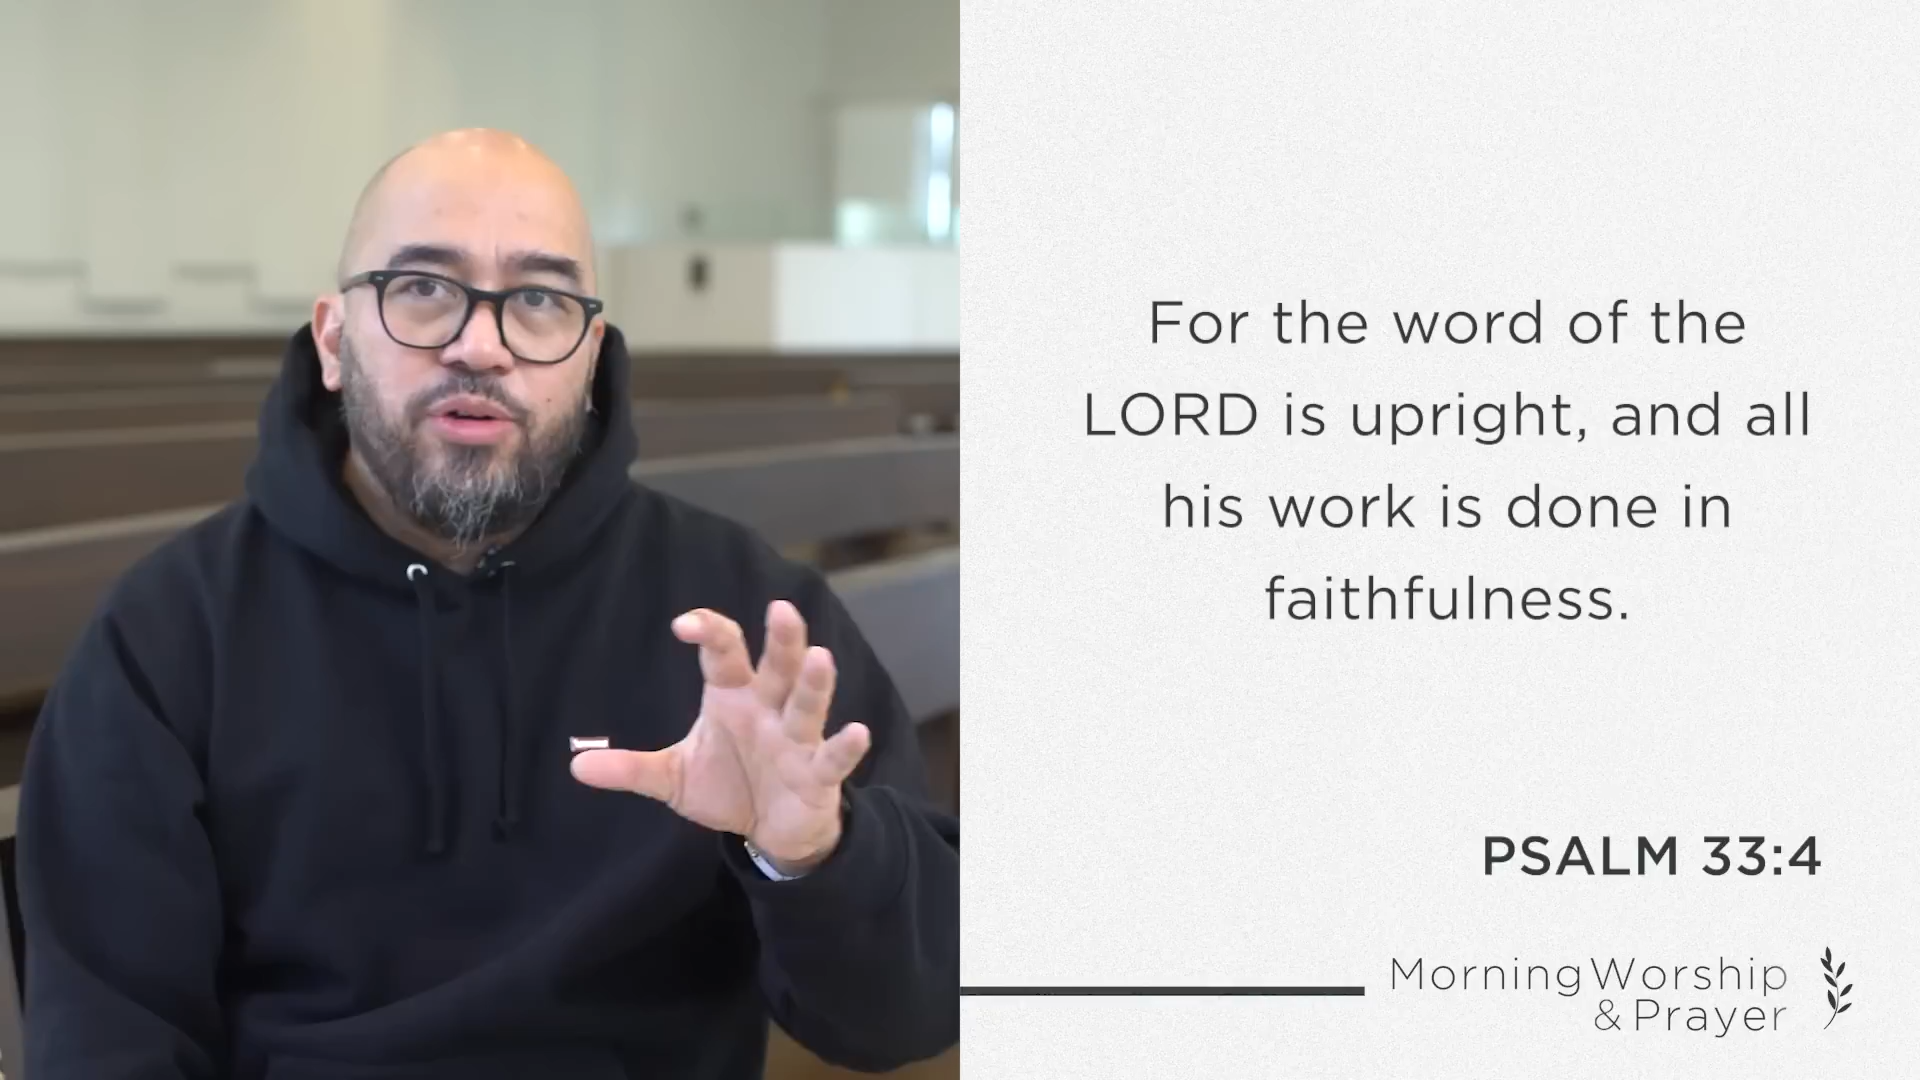 For the word of the
LORD is upright, and all
his work is done in
faithfulness.
PSALM 33:4
Morning Worship
& Prayer